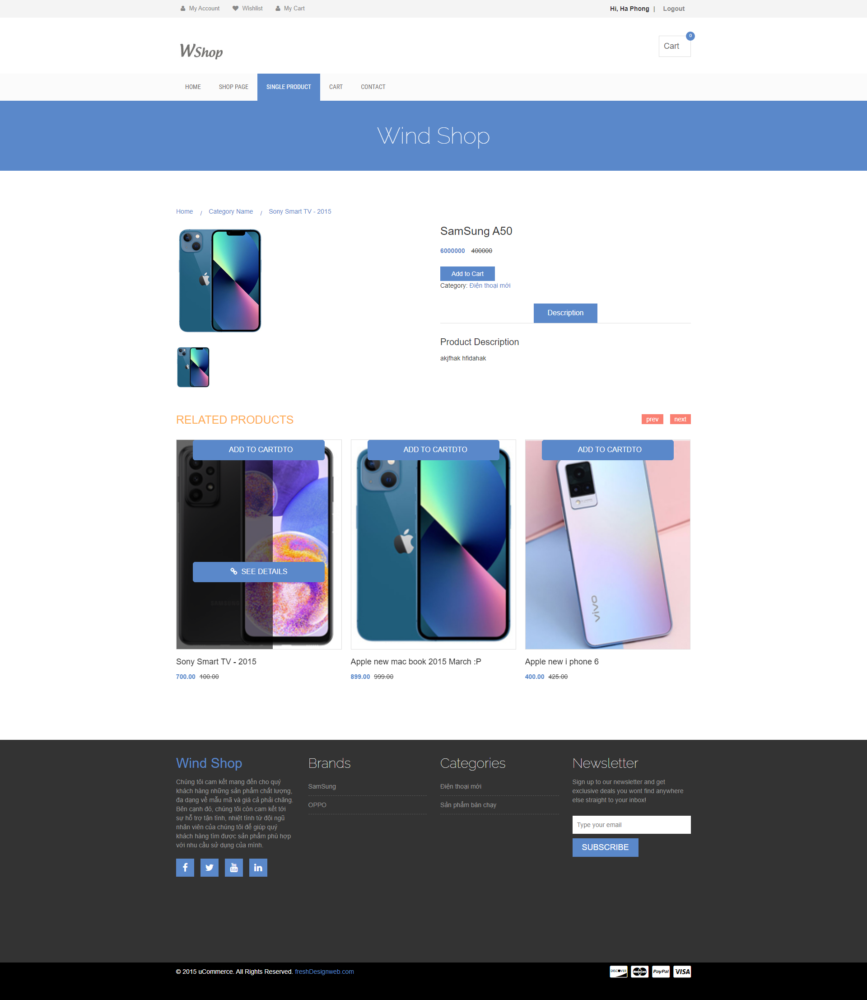 My Account Wishlist My Cart Hi, Ha Phong | Logout
WShop
Cart 0
HOME SHOP PAGE SINGLE PRODUCT CART CONTACT
Wind Shop
Home / Category Name / Sony Smart TV - 2015
SamSung A50
6000000 400000
Add to Cart
Category: Điện thoại mới
Description
Product Description
akjfhak hfidahak
RELATED PRODUCTS
prev next
ADD TO CARTDTO
SEE DETAILS
SAMSUNG
Sony Smart TV - 2015
700.00 100.00
ADD TO CARTDTO
Apple new mac book 2015 March :P
899.00 999.00
ADD TO CARTDTO
vivo
Apple new i phone 6
400.00 425.00
Wind Shop
Chúng tôi cam kết mang đến cho quý
khách hàng những sản phẩm chất lượng,
đa dạng về mẫu mã và giá cả phải chăng.
Bên cạnh đó, chúng tôi còn cam kết tới
sự hỗ trợ tận tình, nhiệt tình từ đội ngũ
nhân viên của chúng tôi để giúp quý
khách hàng tìm được sản phẩm phù hợp
với nhu cầu sử dụng của mình.
You
Tube
in
Brands
SamSung
OPPO
Categories
Điện thoại mới
Sản phẩm bán chạy
Newsletter
Sign up to our newsletter and get
exclusive deals you wont find anywhere
else straight to your inbox!
Type your email
SUBSCRIBE
© 2015 uCommerce. All Rights Reserved. freshDesignweb.com
DISCOVER MasterCard PayPal VISA